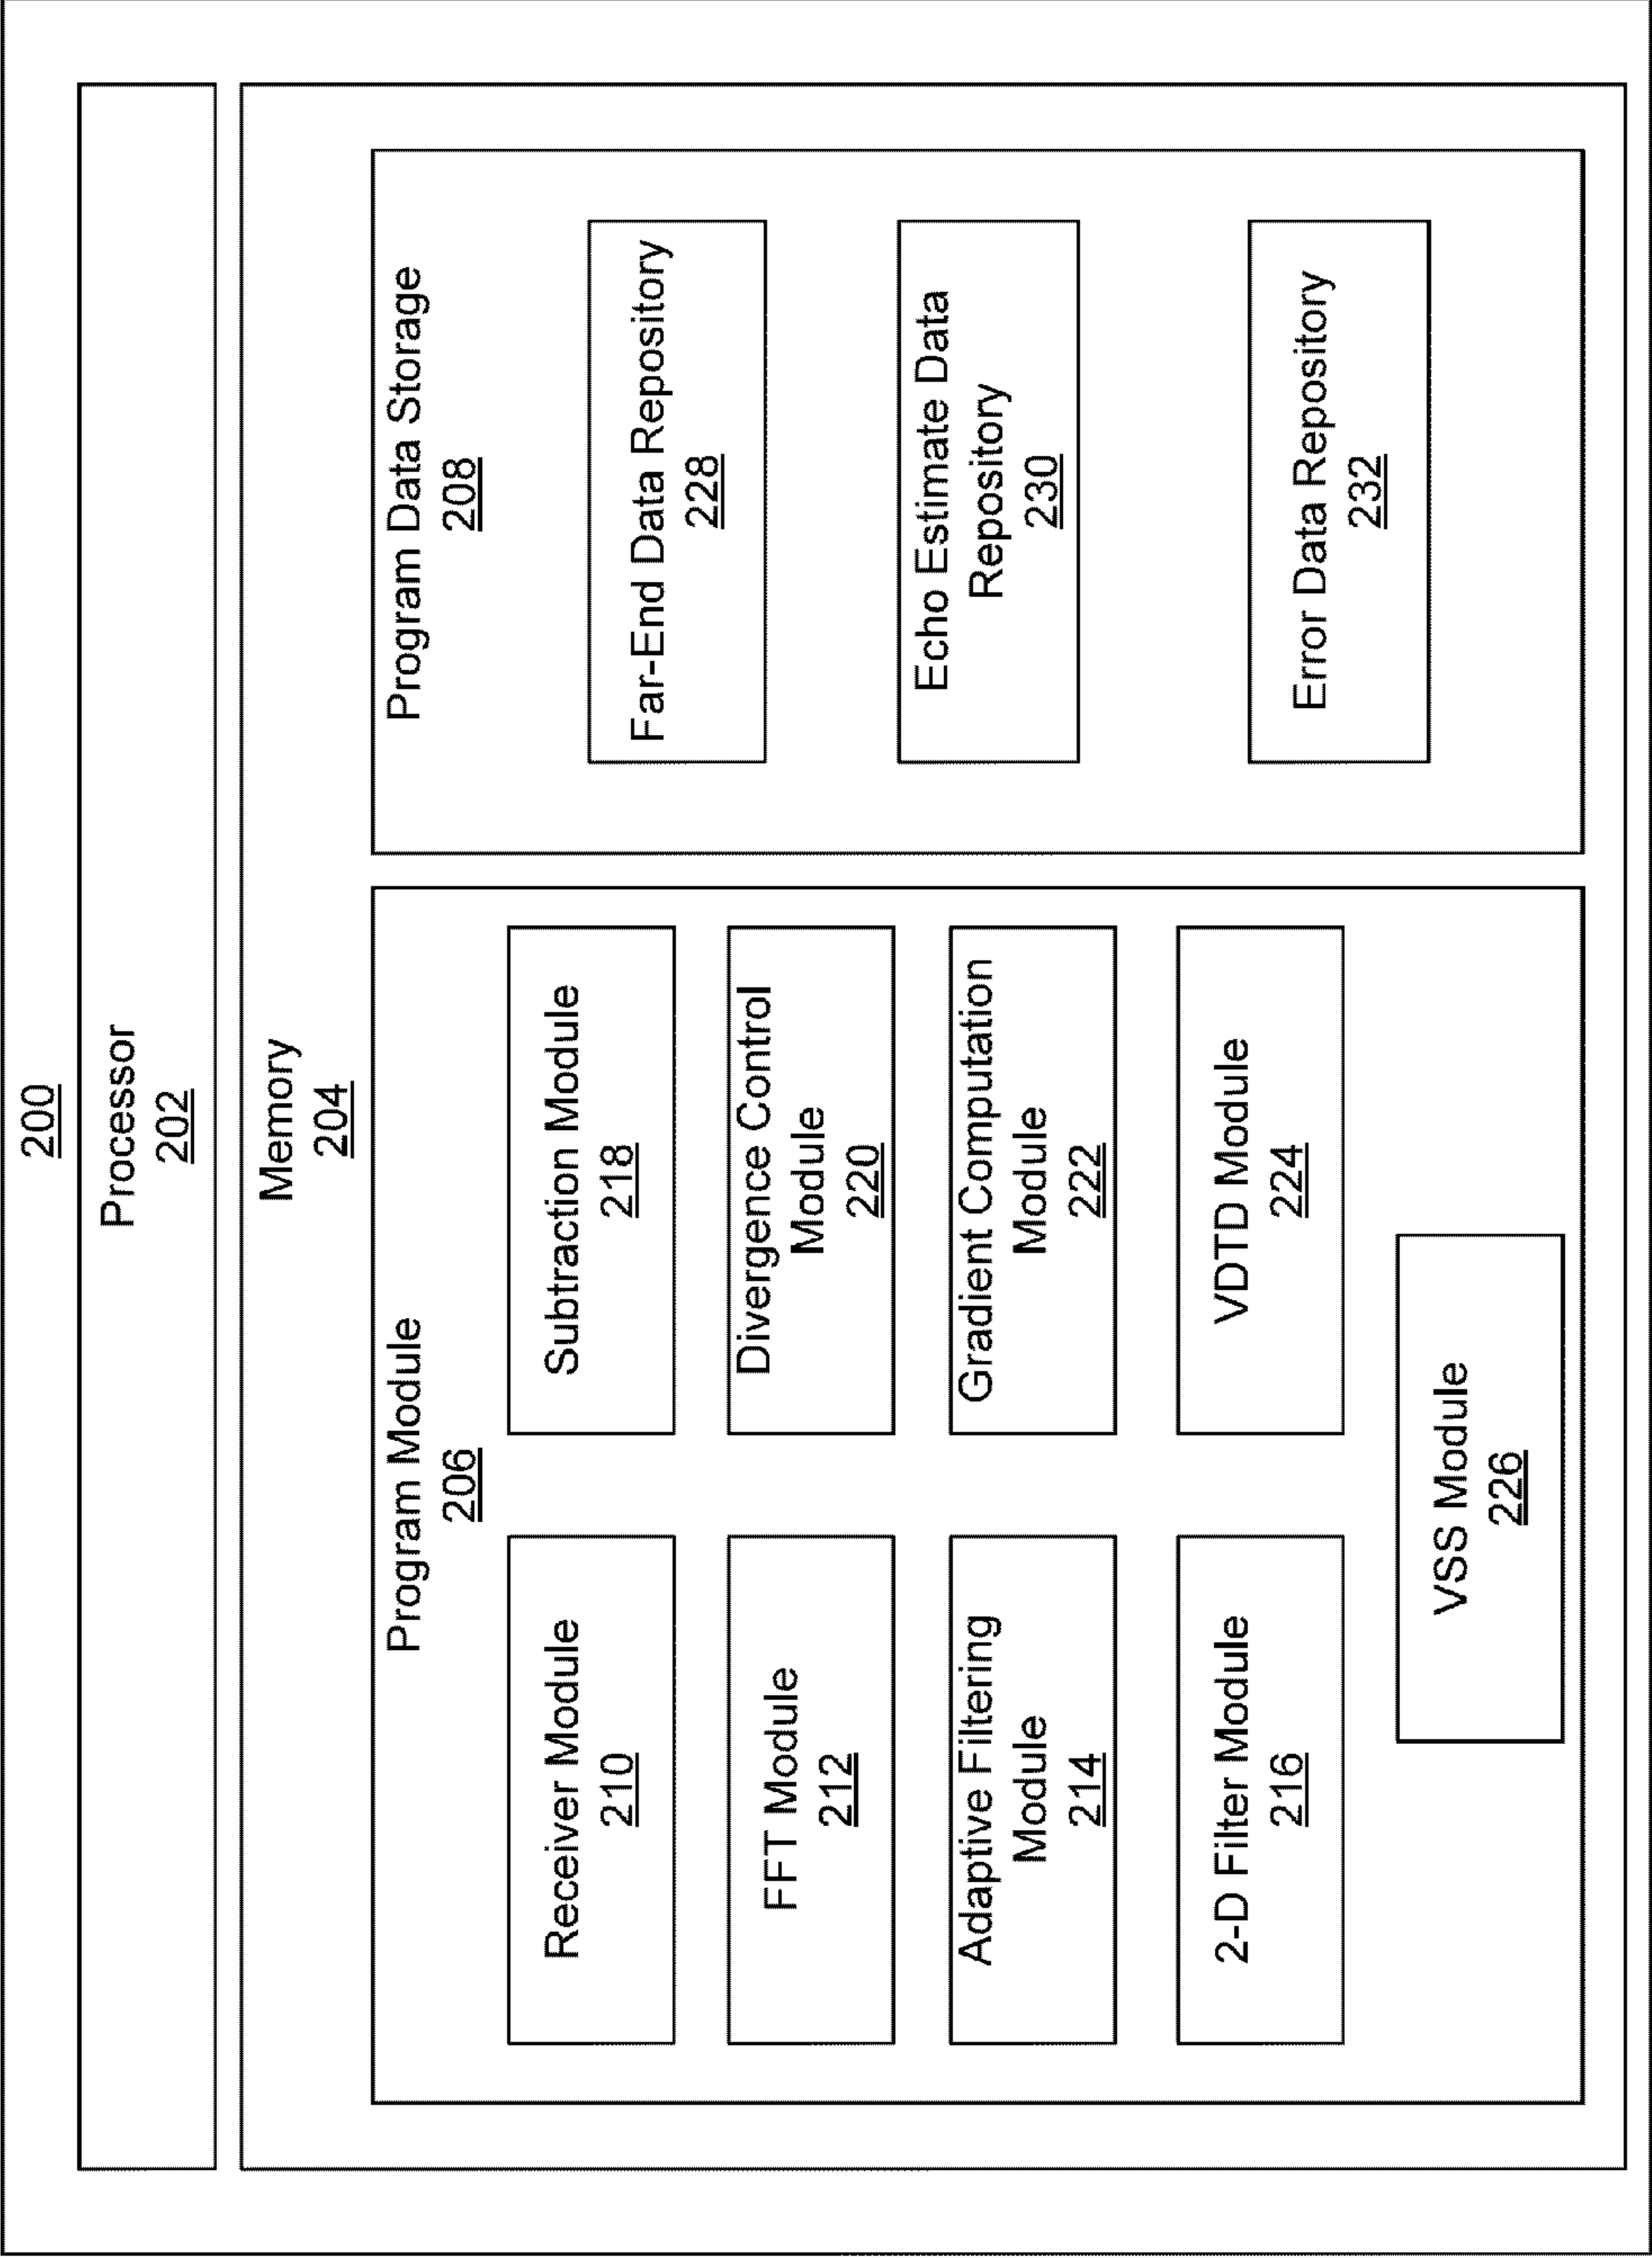 200
Processor
202
Memory
204
Program Module
206
Receiver Module
210
FFT Module
212
Adaptive Filtering
Module
214
2-D Filter Module
216
Subtraction Module
218
Divergence Control
Module
220
Gradient Computation
Module
222
VDTD Module
224
VSS Module
226
Program Data Storage
208
Far-End Data Repository
228
Echo Estimate Data
Repository
230
Error Data Repository
232